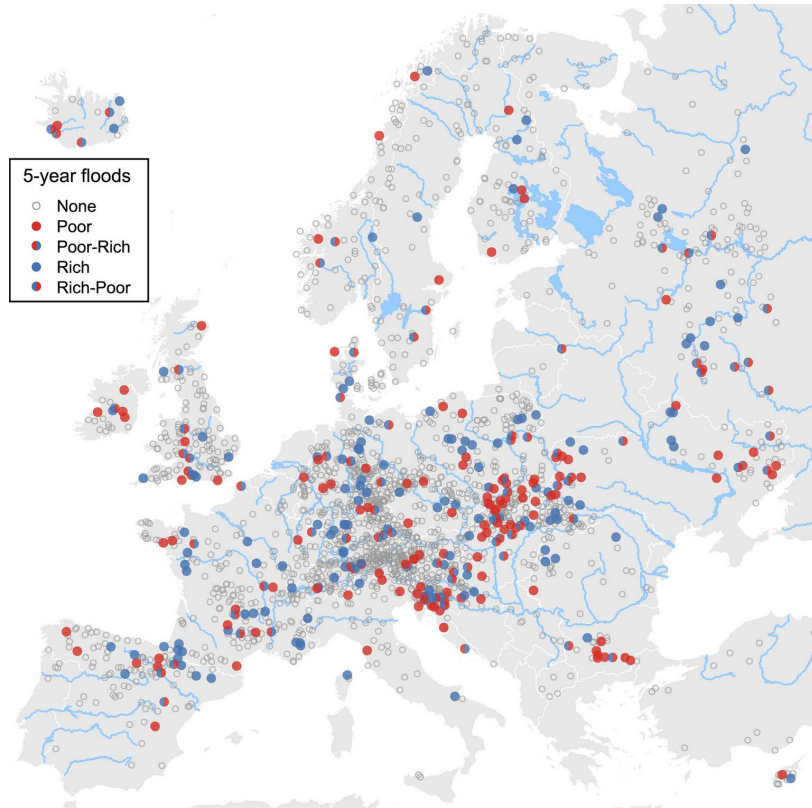 5-year floods
None
Poor
Poor-Rich
Rich
Rich-Poor